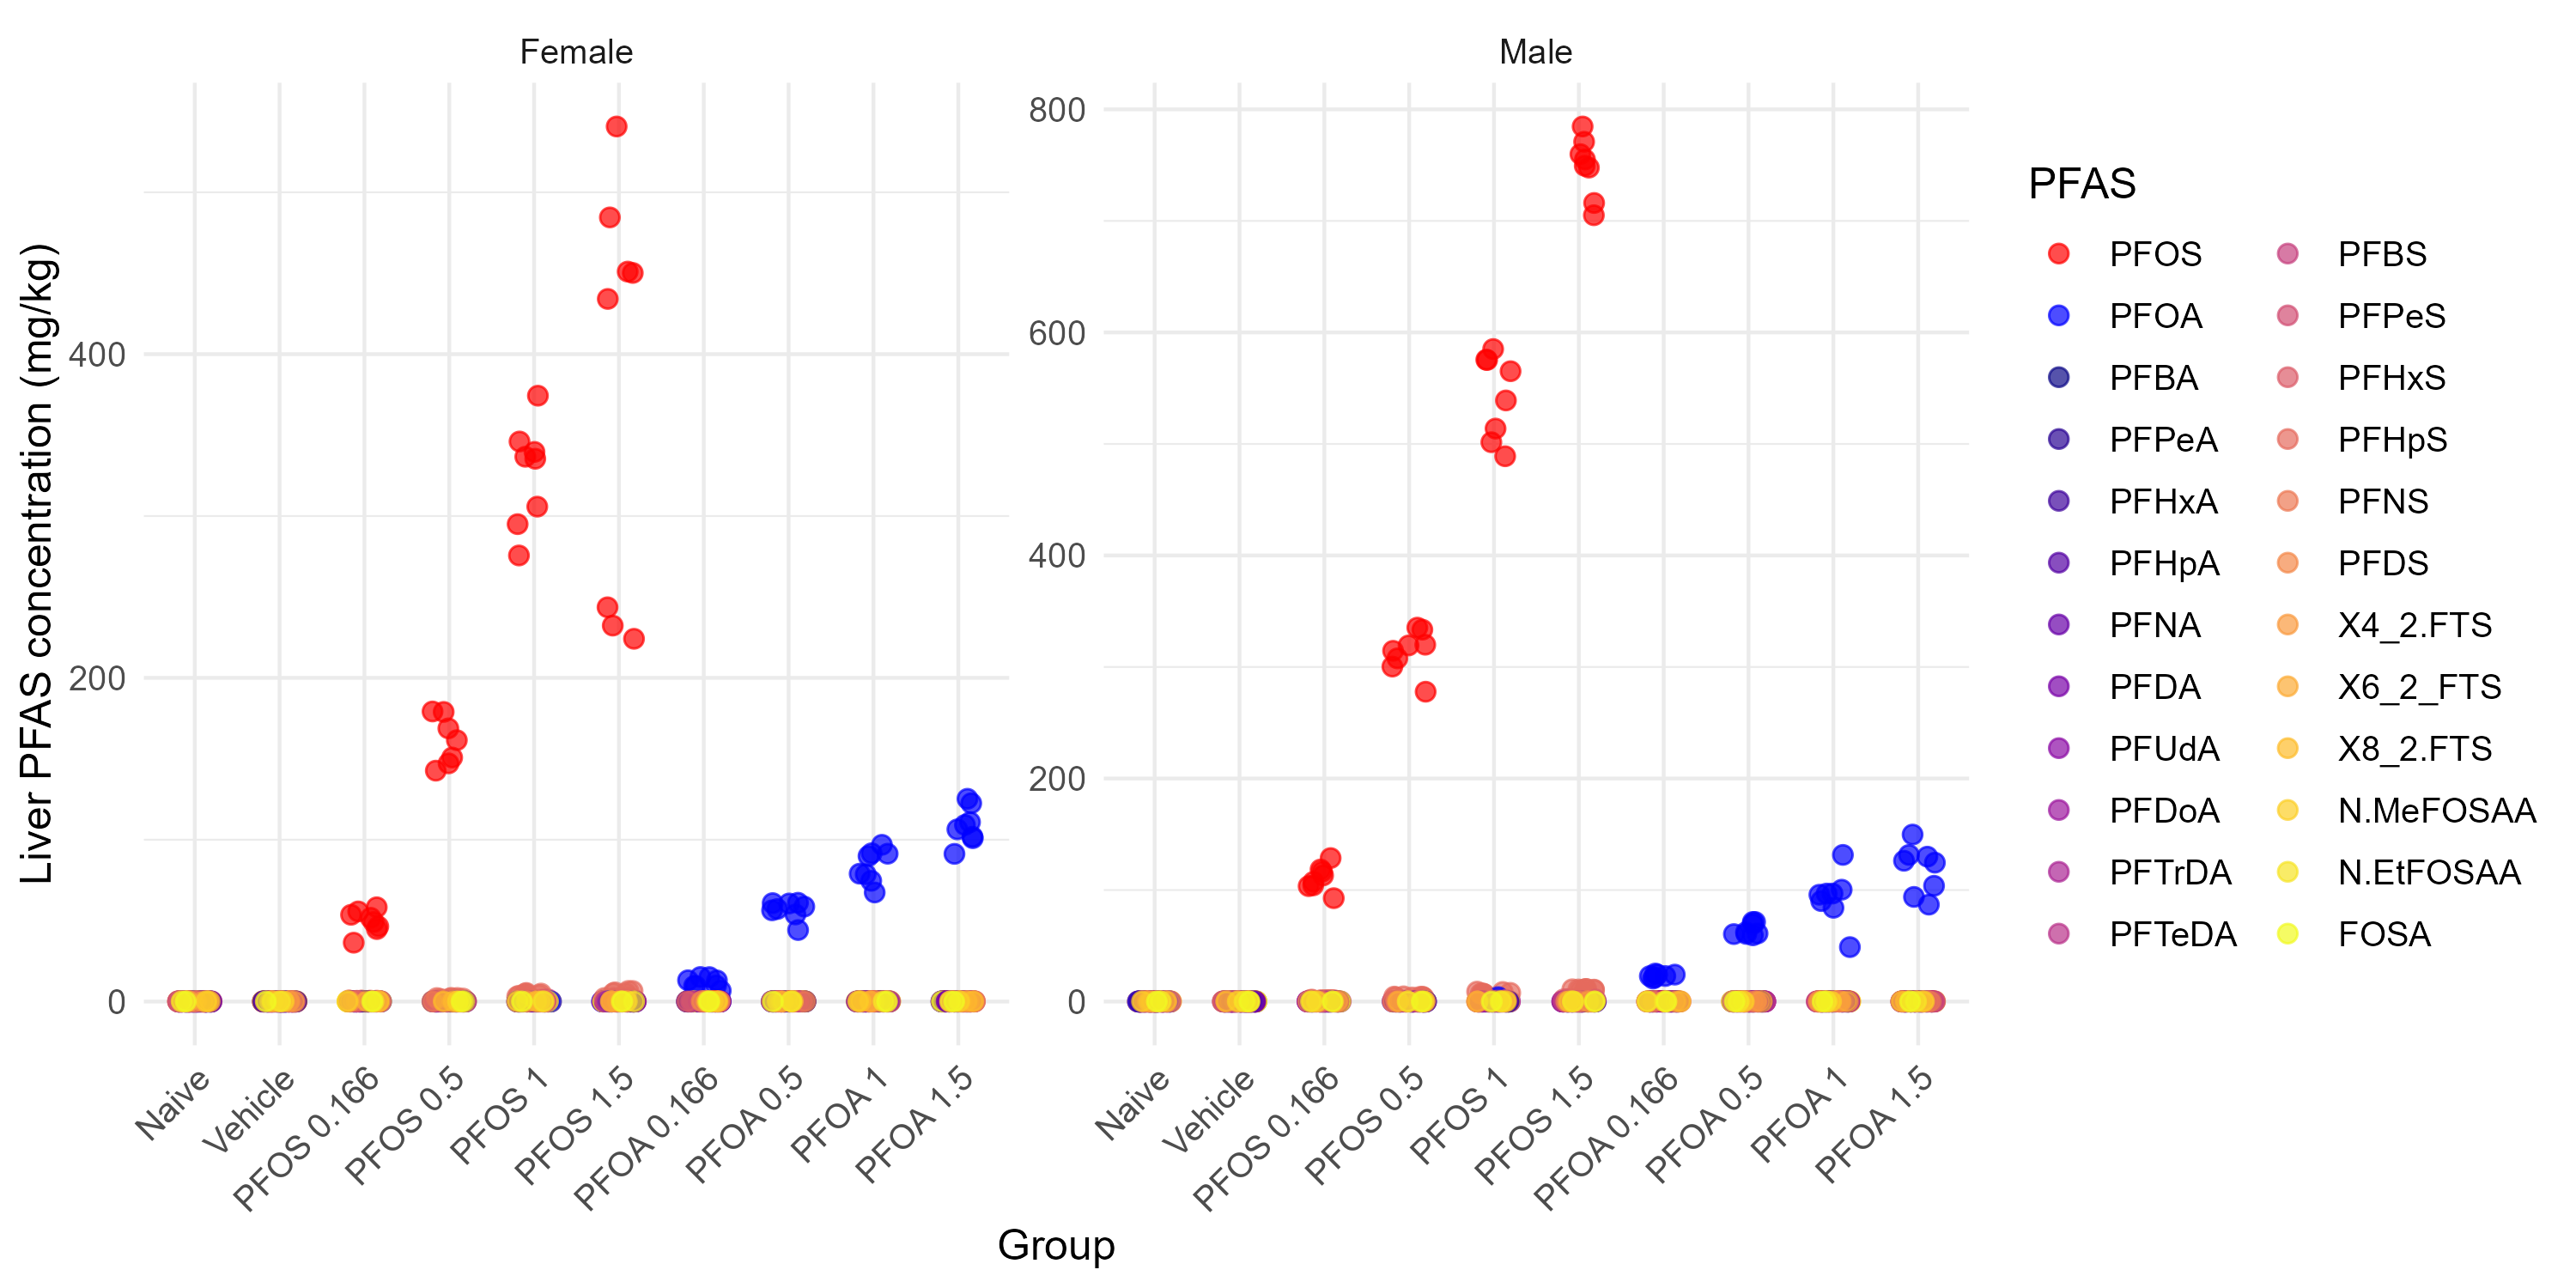 Female
Male
Liver PFAS concentration (mg/kg)
400
200
0
800
600
400
200
0
Naive
Vehicle
PFOS 0.166
PFOS 0.5
PFOS 1
PFOS 1.5
PFOA 0.166
PFOA 0.5
PFOA 1
PFOA 1.5
Naive
Vehicle
PFOS 0.166
PFOS 0.5
PFOS 1
PFOS 1.5
PFOA 0.166
PFOA 0.5
PFOA 1
PFOA 1.5
Group
PFAS
PFOS
PFOA
PFBA
PFPeA
PFHxA
PFHpA
PFNA
PFDA
PFUdA
PFDoA
PFTrDA
PFTeDA
PFBS
PFPeS
PFHxS
PFHpS
PFNS
PFDS
X4_2.FTS
X6_2_FTS
X8_2.FTS
N.MeFOSAA
N.EtFOSAA
FOSA